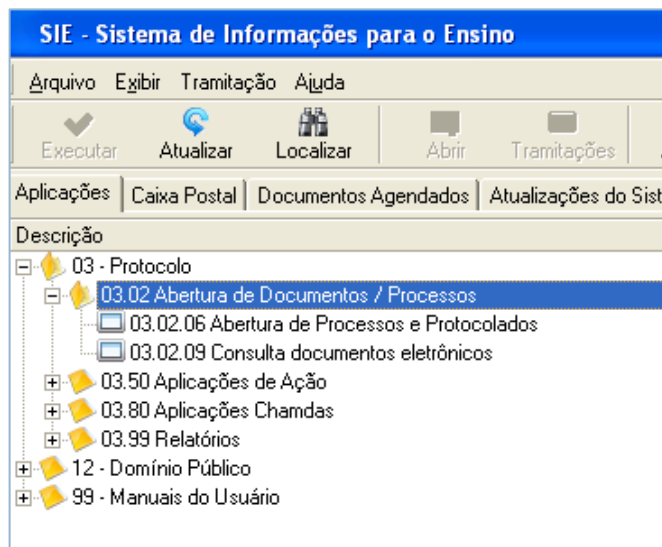 SIE - Sistema de Informações para o Ensino
Arquivo Exibir Tramitação Ajuda
Executar Atualizar Localizar Abrir Tramitações
Aplicações Caixa Postal Documentos Agendados Atualizações do Sist
Descrição
03 - Protocolo
03.02 Abertura de Documentos / Processos
03.02.06 Abertura de Processos e Protocolados
03.02.09 Consulta documentos eletrônicos
03.50 Aplicações de Ação
03.80 Aplicações Chamdas
03.99 Relatórios
12 - Domínio Público
99 - Manuais do Usuário